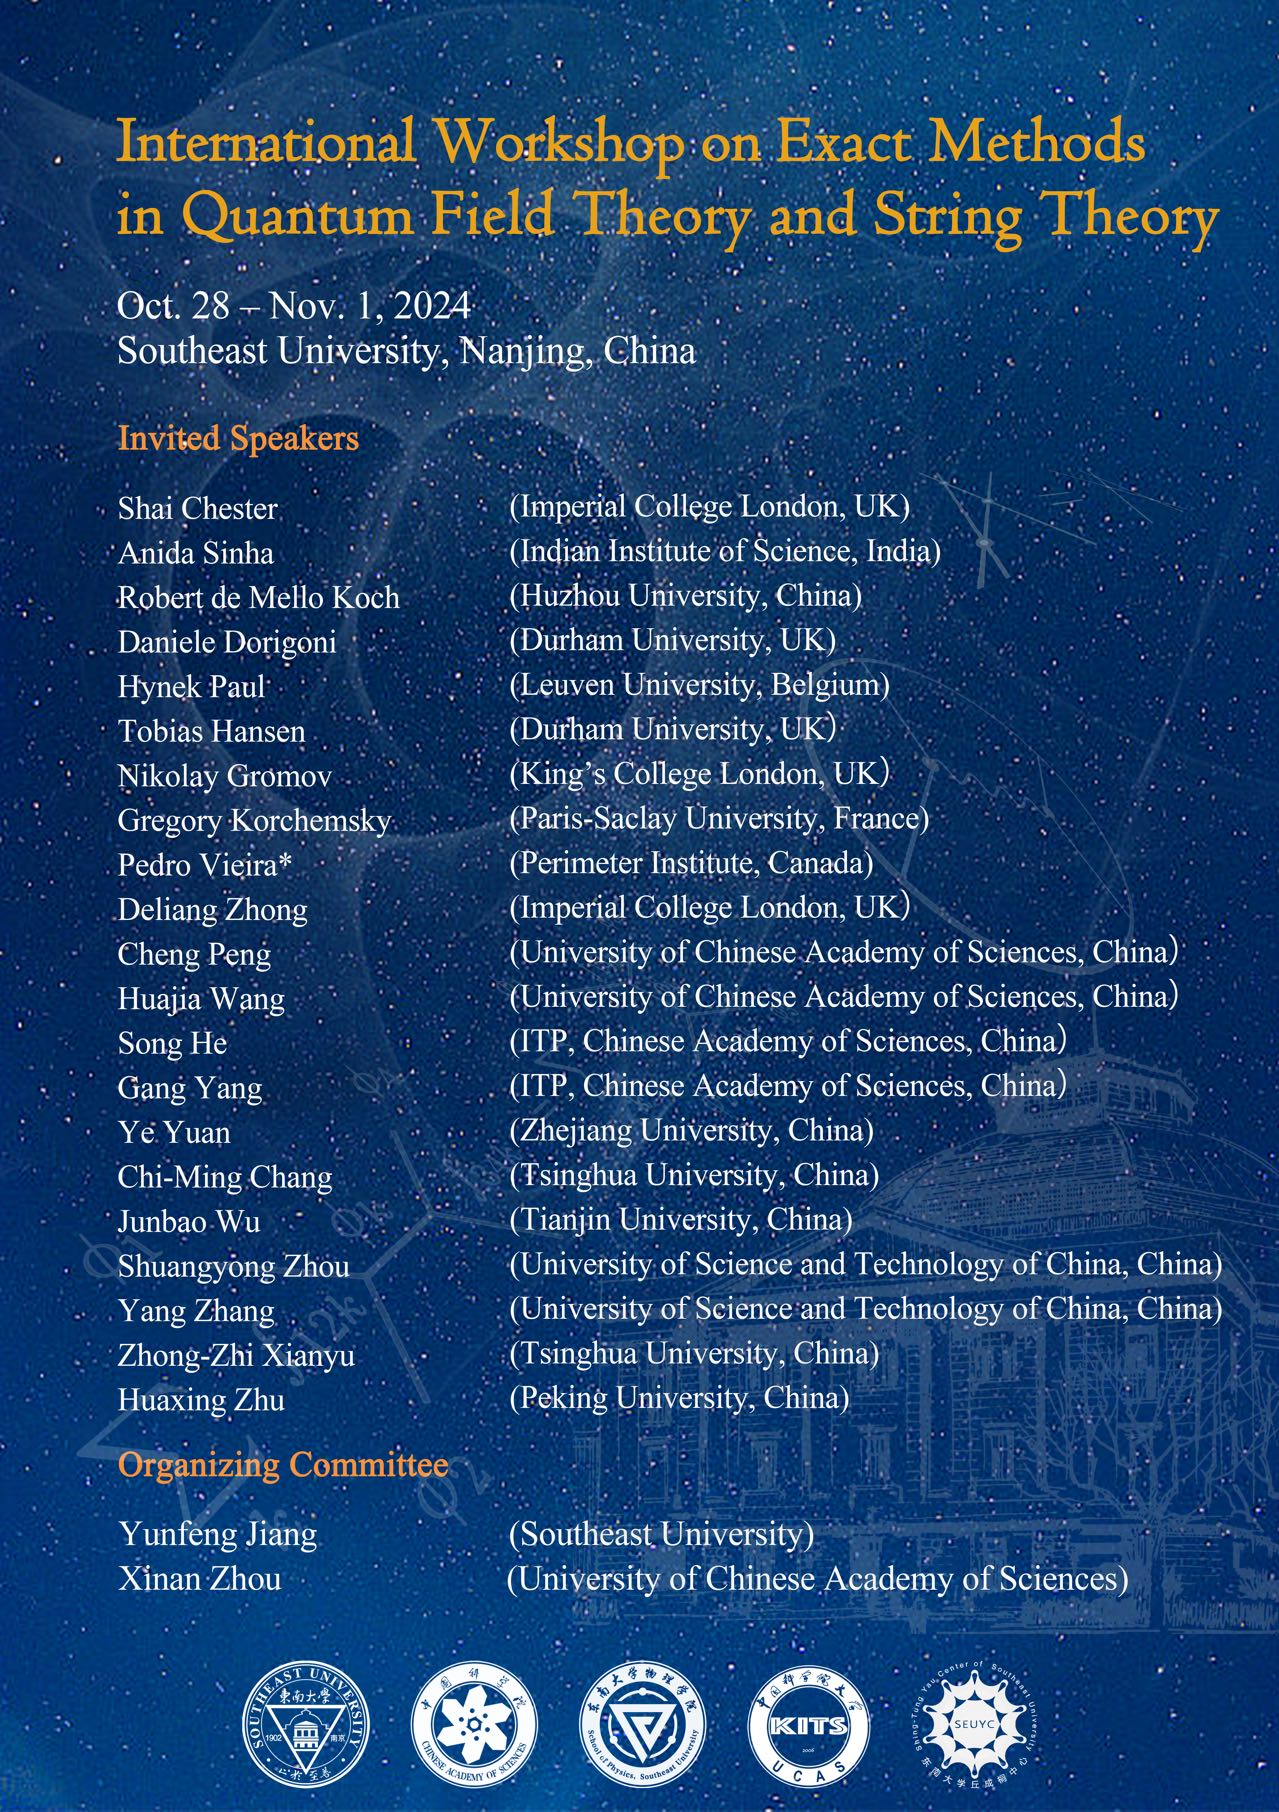 International Workshop on Exact Methods
in Quantum Field Theory and String Theory
Oct. 28 – Nov. 1, 2024
Southeast University, Nanjing, China
Invited Speakers
Shai Chester (Imperial College London, UK)
Anida Sinha (Indian Institute of Science, India)
Robert de Mello Koch (Huzhou University, China)
Daniele Dorigoni (Durham University, UK)
Hynek Paul (Leuven University, Belgium)
Tobias Hansen (Durham University, UK）
Nikolay Gromov (King’s College London, UK）
Gregory Korchemsky (Paris-Saclay University, France)
Pedro Vieira* (Perimeter Institute, Canada)
Deliang Zhong (Imperial College London, UK）
Cheng Peng (University of Chinese Academy of Sciences, China）
Huajia Wang (University of Chinese Academy of Sciences, China）
Song He (ITP, Chinese Academy of Sciences, China）
Gang Yang (ITP, Chinese Academy of Sciences, China）
Ye Yuan (Zhejiang University, China)
Chi-Ming Chang (Tsinghua University, China)
Junbao Wu (Tianjin University, China)
Shuangyong Zhou (University of Science and Technology of China, China)
Yang Zhang (University of Science and Technology of China, China)
Zhong-Zhi Xianyu (Tsinghua University, China)
Huaxing Zhu (Peking University, China)
Organizing Committee
Yunfeng Jiang (Southeast University)
Xinan Zhou (University of Chinese Academy of Sciences)
SOUTHEAST UNIVERSITY
東南大學
1902 南京
中国科学院
CHINESE ACADEMY OF SCIENCES
东南大学物理学院
School of Physics, Southeast University
中国科学院大学
KITS
2006
UCAS
Shing-Tung Yau Center of Southeast University
SEUYC
东南大学丘成桐中心